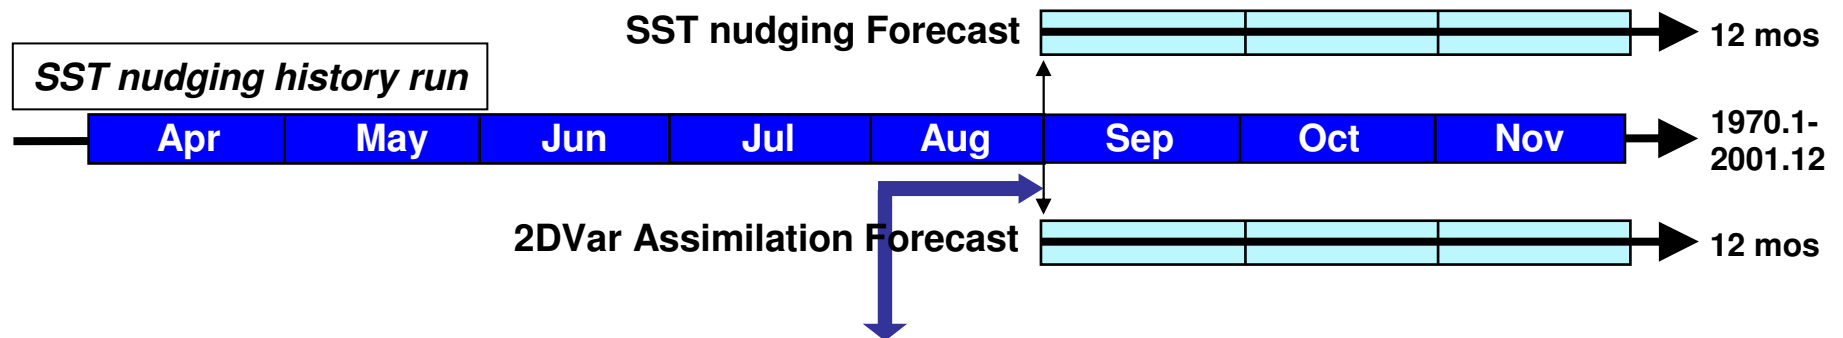 SST nudging Forecast
12 mos
SST nudging history run
Apr May Jun Jul Aug Sep Oct Nov
1970.1-
2001.12
2DVar Assimilation Forecast
12 mos